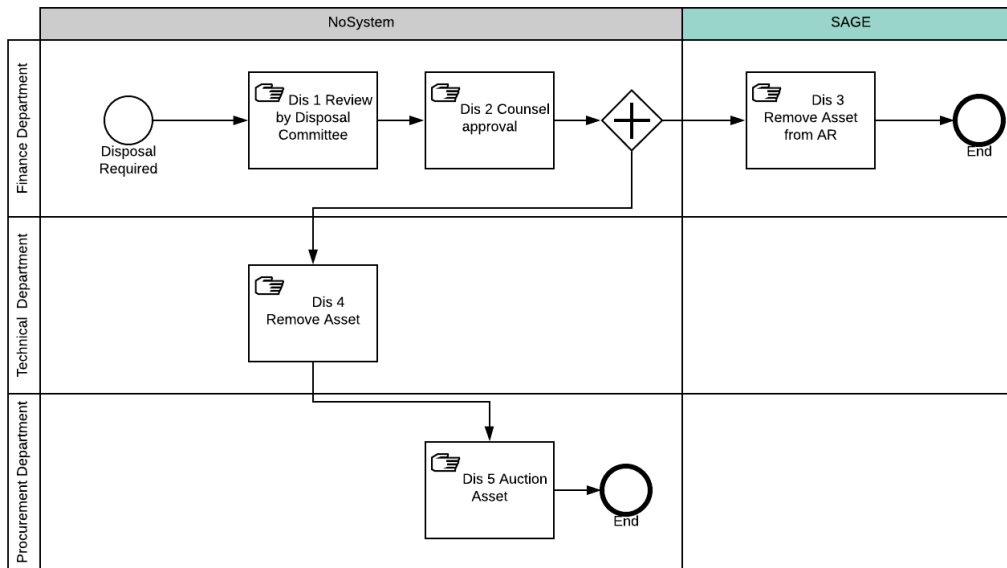 NoSystem
SAGE
Finance Department
Disposal
Required
Dis 1 Review
by Disposal
Committee
Dis 2 Counsel
approval
Dis 3
Remove Asset
from AR
End
Technical Department
Dis 4
Remove Asset
Procurement Department
Dis 5 Auction
Asset
End